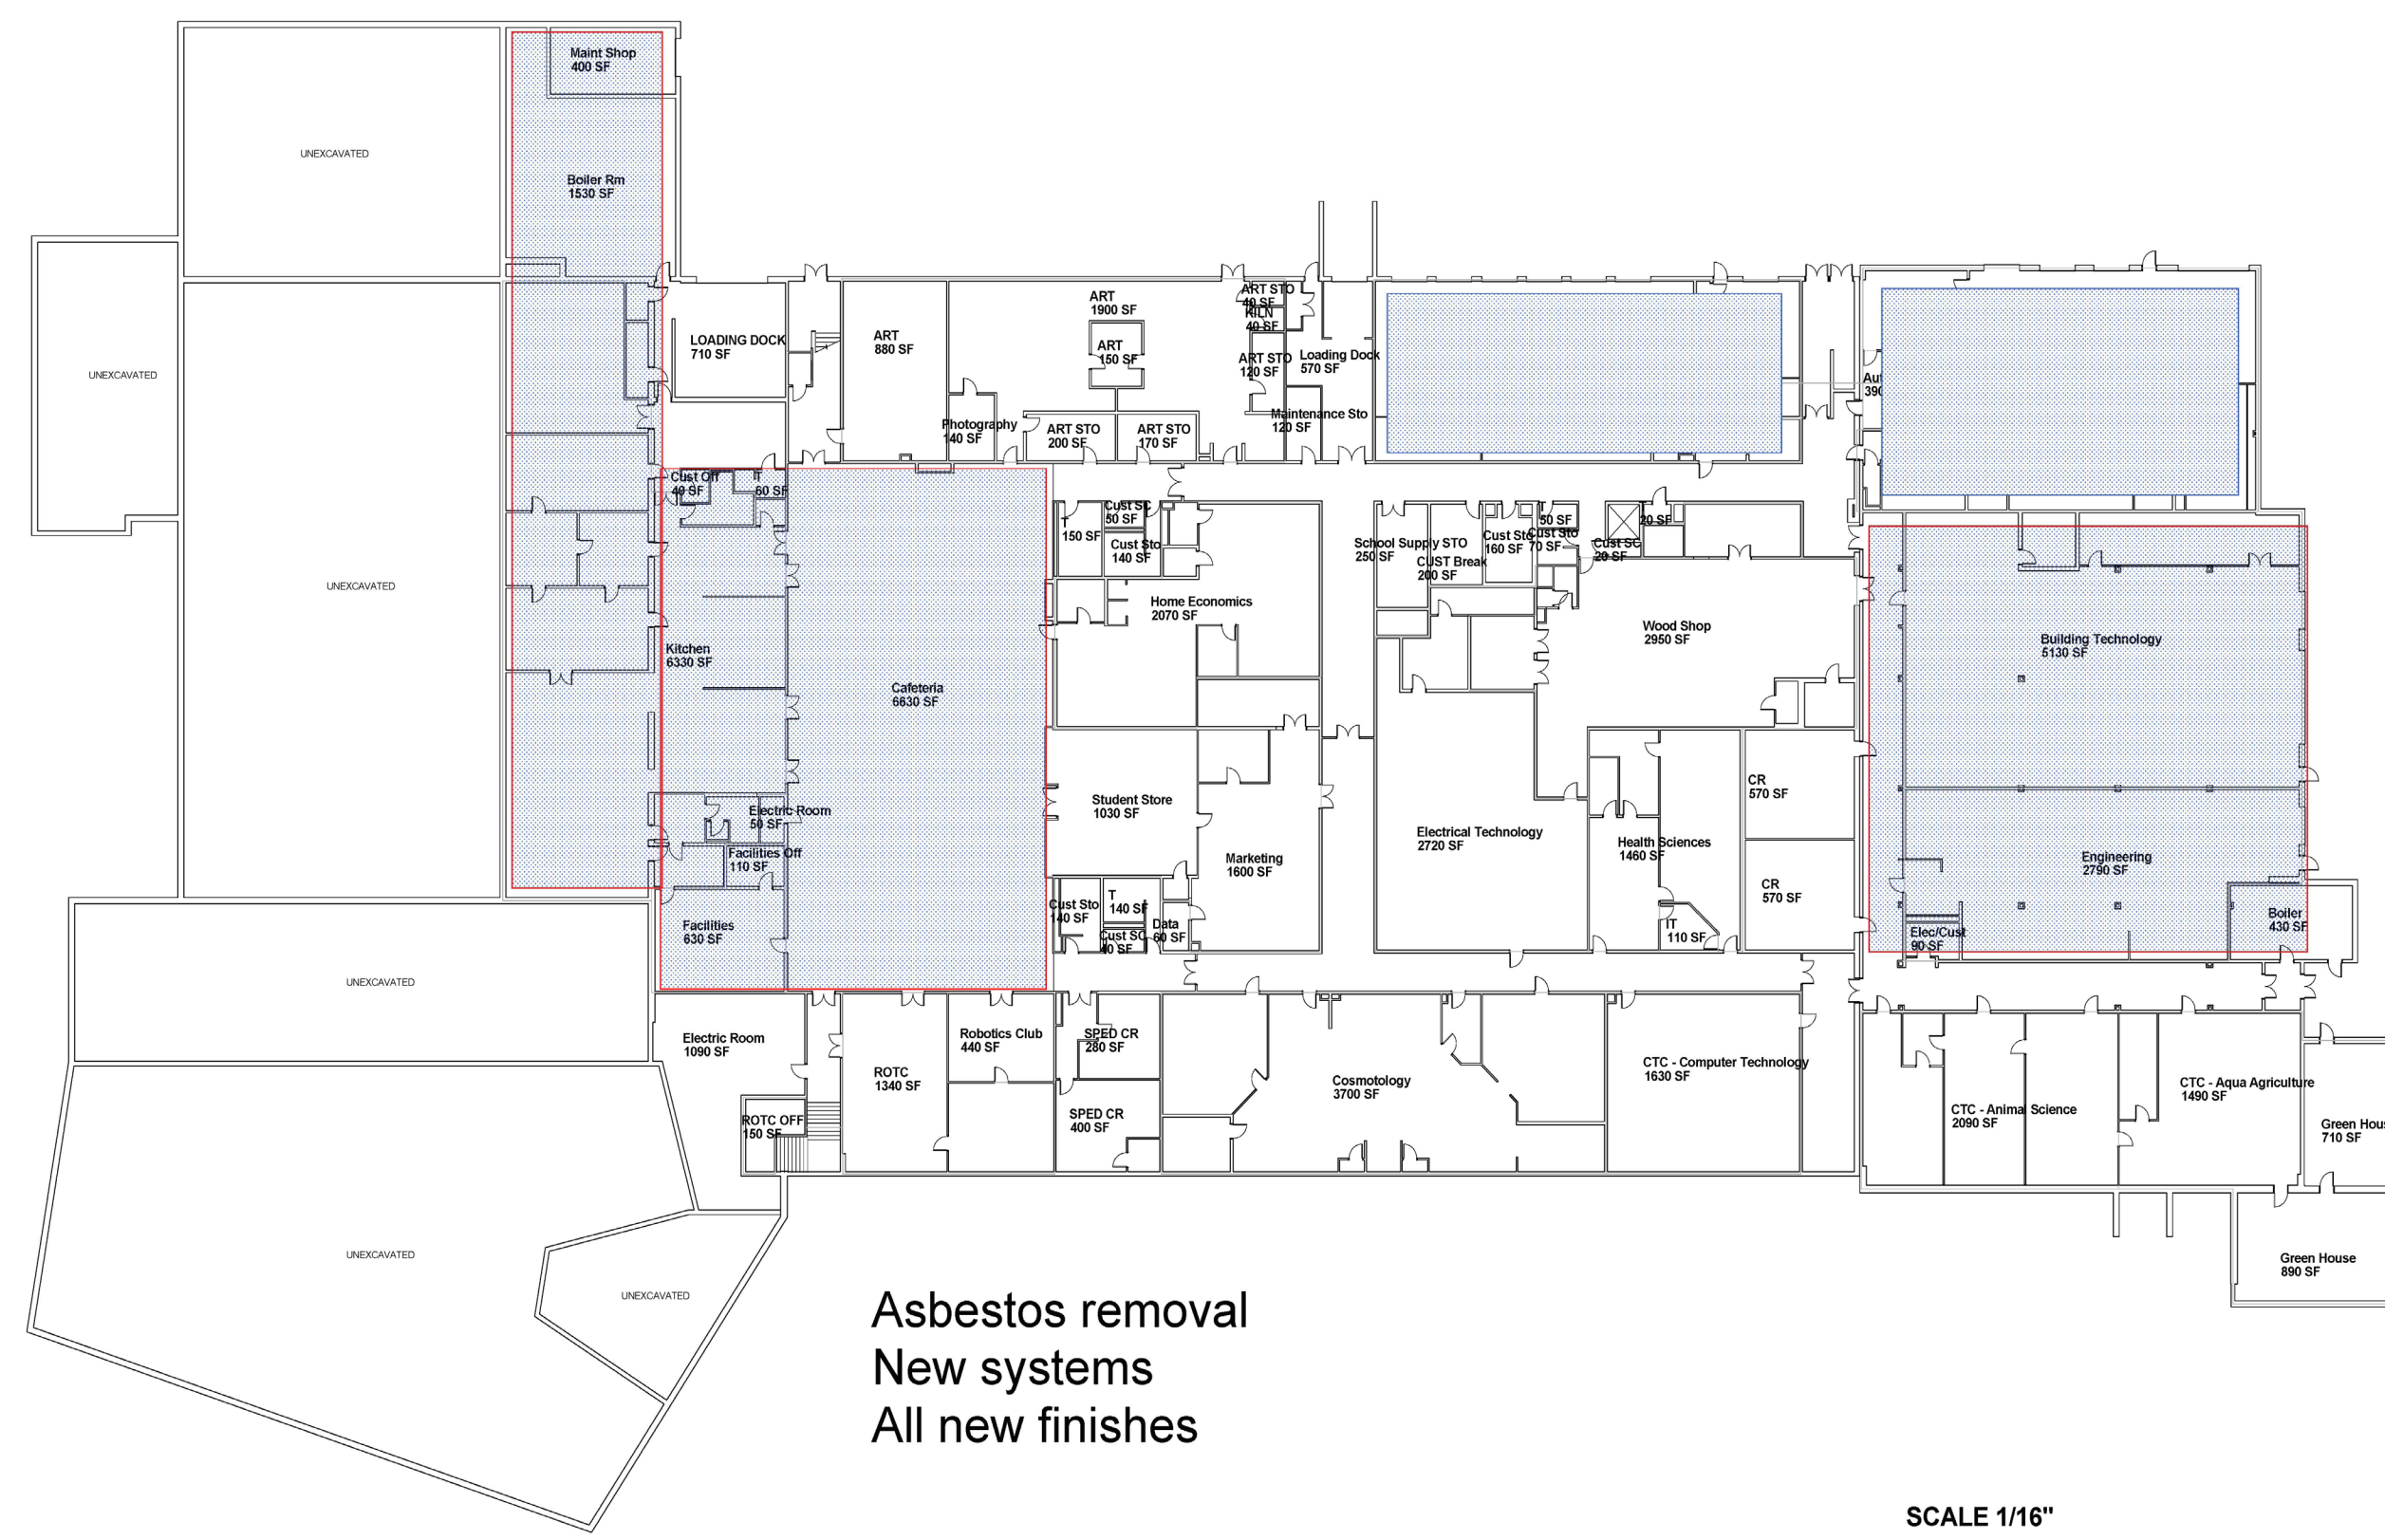 Maint Shop
400 SF
UNEXCAVATED
Boiler Rm
1530 SF
UNEXCAVATED
LOADING DOCK
710 SF
ART
880 SF
ART
1900 SF
ART
150 SF
ART STO
40 SF
KILN
40 SF
ART STO
120 SF
Loading Dock
570 SF
Maintenance Sto
120 SF
Photography
140 SF
ART STO
200 SF
ART STO
170 SF
UNEXCAVATED
Cust Off
40 SF
T
60 SF
Kitchen
6330 SF
Cafeteria
6630 SF
T
150 SF
Cust SC
50 SF
Cust Sto
140 SF
Home Economics
2070 SF
School Supply STO
250 SF
CUST Break
200 SF
Cust Sto
160 SF
T
50 SF
Cust Sto
70 SF
Cust SC
20 SF
T
20 SF
Wood Shop
2950 SF
Building Technology
5130 SF
Electric Room
50 SF
Facilities Off
110 SF
Facilities
630 SF
Student Store
1030 SF
Marketing
1600 SF
Cust Sto
140 SF
T
140 SF
Cust SC
40 SF
Data
60 SF
Electrical Technology
2720 SF
Health Sciences
1460 SF
IT
110 SF
CR
570 SF
CR
570 SF
Engineering
2790 SF
Elec/Cust
90 SF
Boiler
430 SF
UNEXCAVATED
Electric Room
1090 SF
ROTC OFF
150 SF
ROTC
1340 SF
Robotics Club
440 SF
SPED CR
280 SF
SPED CR
400 SF
Cosmotology
3700 SF
CTC - Computer Technology
1630 SF
CTC - Animal Science
2090 SF
CTC - Aqua Agriculture
1490 SF
710 SF
UNEXCAVATED
UNEXCAVATED
Green House
890 SF
Asbestos removal
New systems
All new finishes
SCALE 1/16"